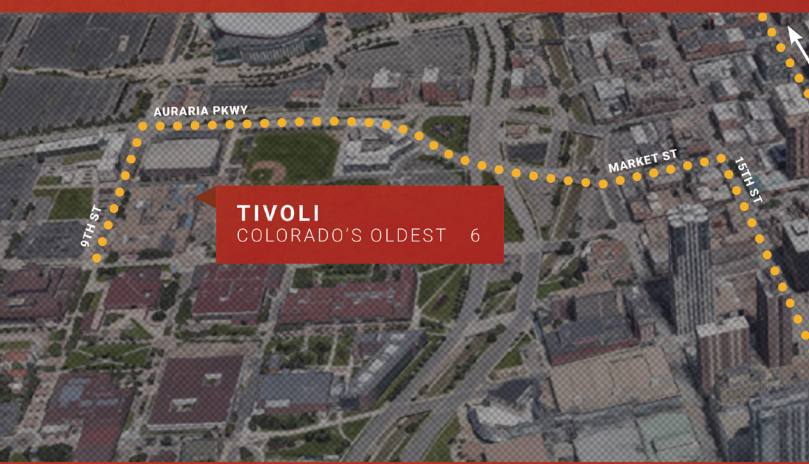 AURARIA PKWY
MARKET ST
15TH ST
9TH ST
TIVOLI
COLORADO'S OLDEST 6